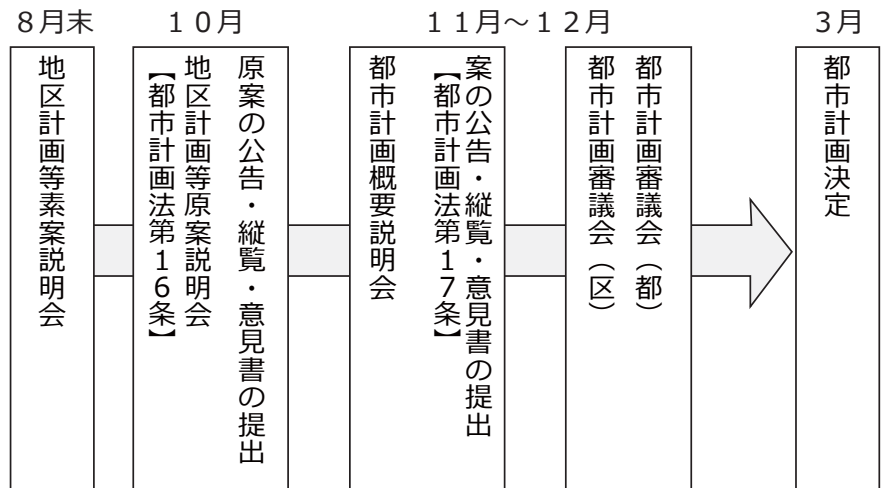 8月末
10月
11月～12月
3月
地区計画等素案説明会
原案の公告・縦覧・意見書の提出
地区計画等原案説明会
【都市計画法第16条】
案の公告・縦覧・意見書の提出
【都市計画法第17条】
都市計画概要説明会
都市計画審議会（都）
都市計画審議会（区）
都市計画決定